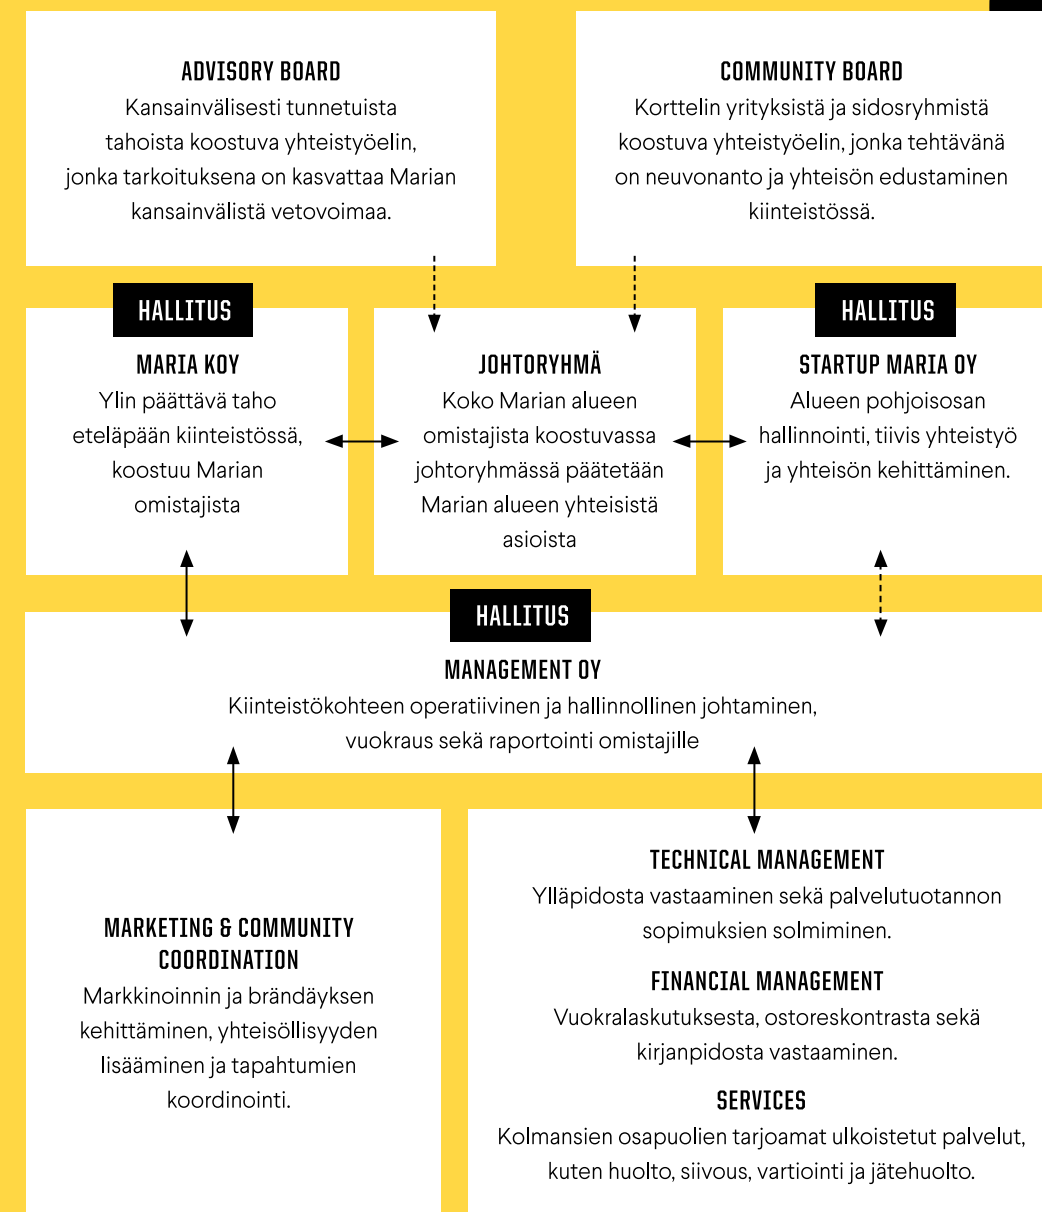 ADVISORY BOARD
Kansainvälisesti tunnetuista
tahoista koostuva yhteistyöelin,
jonka tarkoituksena on kasvattaa Marian
kansainvälistä vetovoimaa.
COMMUNITY BOARD
Korttelin yrityksistä ja sidosryhmistä
koostuva yhteistyöelin, jonka tehtävänä
on neuvonanto ja yhteisön edustaminen
kiinteistössä.
HALLITUS
MARIA KOY
Ylin päättävä taho
eteläpään kiinteistössä,
koostuu Marian
omistajista
JOHTORYHMÄ
Koko Marian alueen
omistajista koostuvassa
johtoryhmässä päätetään
Marian alueen yhteisistä
asioista
HALLITUS
STARTUP MARIA OY
Alueen pohjoisosan
hallinnointi, tiivis yhteistyö
ja yhteisön kehittäminen.
HALLITUS
MANAGEMENT OY
Kiinteistökohteen operatiivinen ja hallinnollinen johtaminen,
vuokraus sekä raportointi omistajille
MARKETING & COMMUNITY
COORDINATION
Markkinoinnin ja brändäyksen
kehittäminen, yhteisöllisyyden
lisääminen ja tapahtumien
koordinointi.
TECHNICAL MANAGEMENT
Ylläpidosta vastaaminen sekä palvelutuotannon
sopimuksien solmiminen.
FINANCIAL MANAGEMENT
Vuokralaskutuksesta, ostoreskontrasta sekä
kirjanpidosta vastaaminen.
SERVICES
Kolmansien osapuolien tarjoamat ulkoistetut palvelut,
kuten huolto, siivous, vartiointi ja jätehuolto.